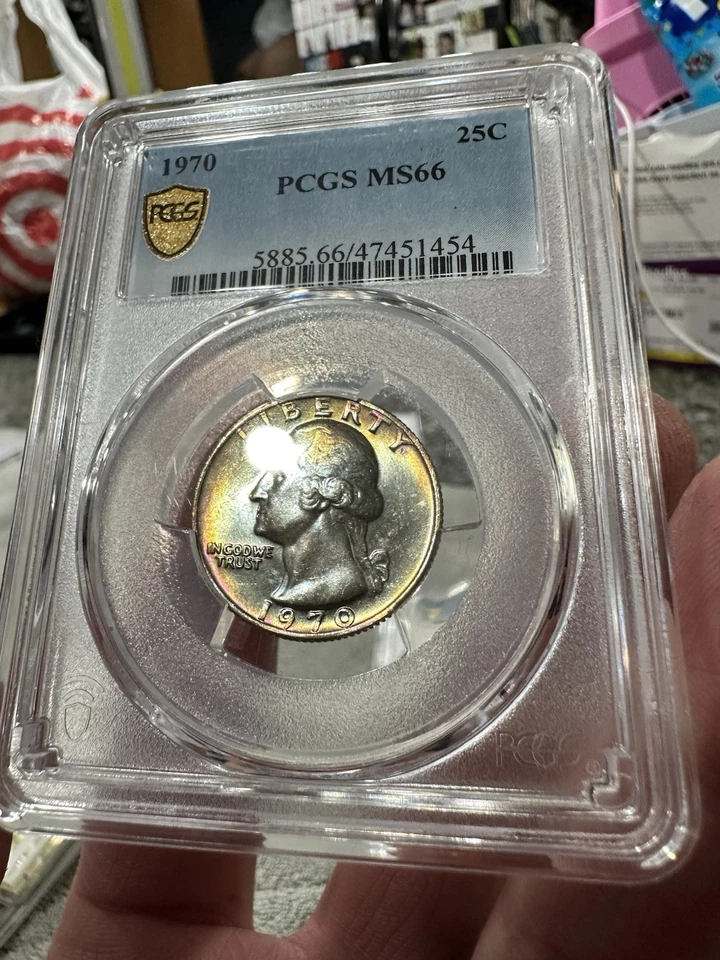 1970
25C
PCGS MS66
PCGS
5885.66/47451454
LIBERTY
IN GOD WE
TRUST
1970
PCGS